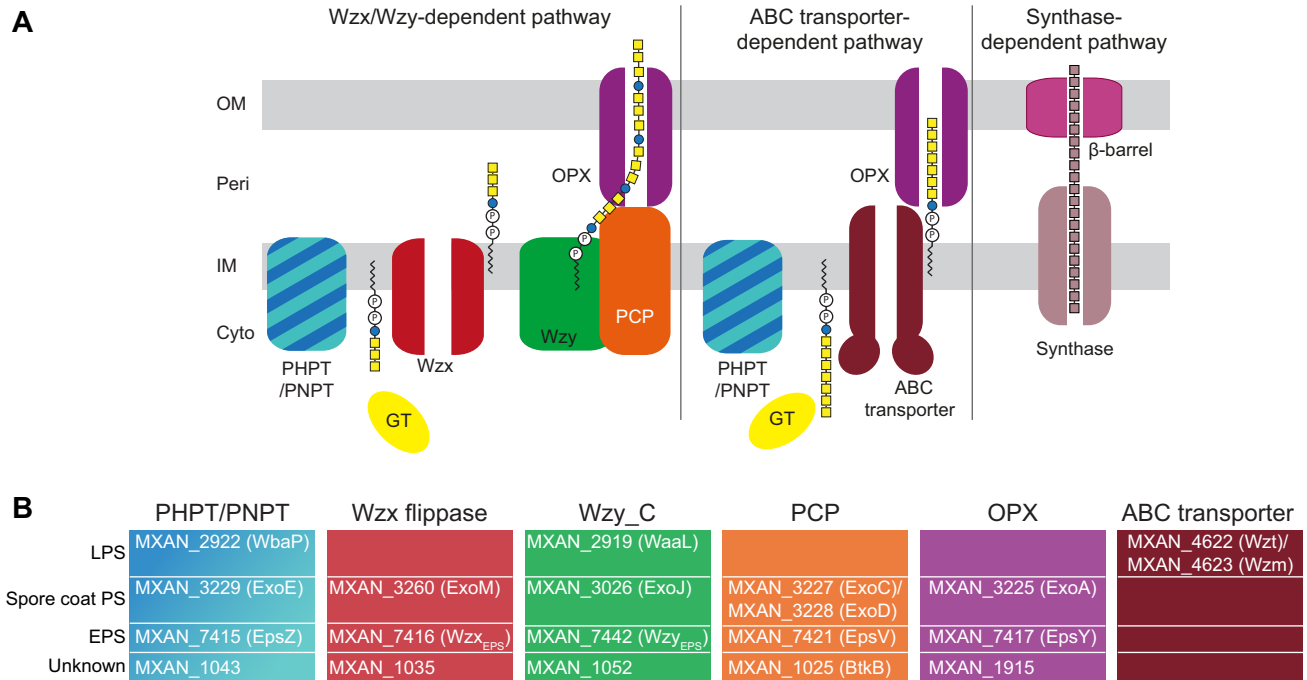 A
Wzx/Wzy-dependent pathway
ABC transporter-
dependent pathway
Synthase-
dependent pathway
OM
Peri
IM
Cyto
OPX
OPX
β-barrel
P
P
P
P
P
P
P
P
P
P
PHPT
/PNPT
Wzx
Wzy
PCP
GT
PHPT
/PNPT
GT
ABC
transporter
Synthase
B
PHPT/PNPT Wzx flippase Wzy_C PCP OPX ABC transporter
LPS MXAN_2922 (WbaP) MXAN_2919 (WaaL) MXAN_4622 (Wzt)/
MXAN_4623 (Wzm)
Spore coat PS MXAN_3229 (ExoE) MXAN_3260 (ExoM) MXAN_3026 (ExoJ) MXAN_3227 (ExoC)/ MXAN_3225 (ExoA)
MXAN_3228 (ExoD)
EPS MXAN_7415 (EpsZ) MXAN_7416 (WzxEPS) MXAN_7442 (WzyEPS) MXAN_7421 (EpsV) MXAN_7417 (EpsY)
Unknown MXAN_1043 MXAN_1035 MXAN_1052 MXAN_1025 (BtkB) MXAN_1915